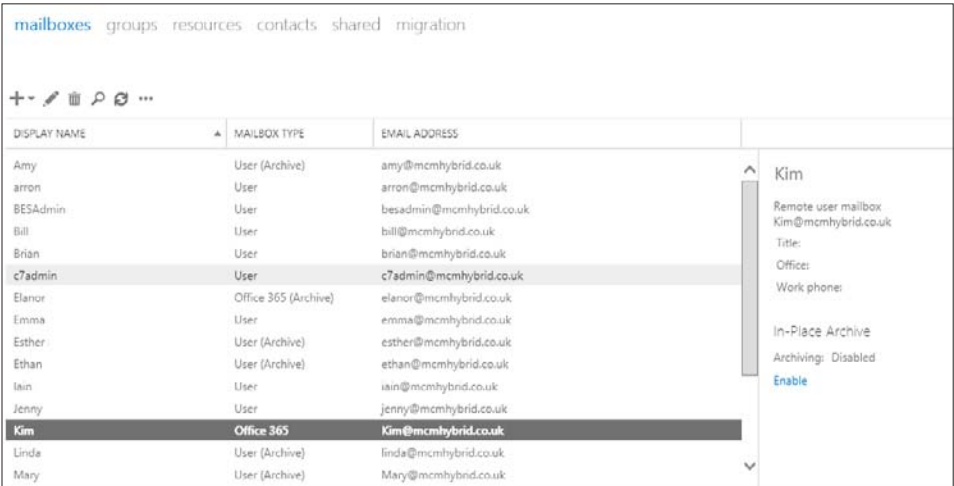 mailboxes groups resources contacts shared migration
DISPLAY NAME MAILBOX TYPE EMAIL ADDRESS
Amy User (Archive) amy@mcmhybrid.co.uk
arron User arron@mcmhybrid.co.uk
BESAdmin User besadmin@mcmhybrid.co.uk
Bill User bill@mcmhybrid.co.uk
Brian User brian@mcmhybrid.co.uk
c7admin User c7admin@mcmhybrid.co.uk
Elanor Office 365 (Archive) elanor@mcmhybrid.co.uk
Emma User emma@mcmhybrid.co.uk
Esther User (Archive) esther@mcmhybrid.co.uk
Ethan User (Archive) ethan@mcmhybrid.co.uk
Iain User iain@mcmhybrid.co.uk
Jenny User jenny@mcmhybrid.co.uk
Kim Office 365 Kim@mcmhybrid.co.uk
Linda User (Archive) linda@mcmhybrid.co.uk
Mary User (Archive) Mary@mcmhybrid.co.uk
Kim
Remote user mailbox
Kim@mcmhybrid.co.uk
Title:
Office:
Work phone:
In-Place Archive
Archiving: Disabled
Enable